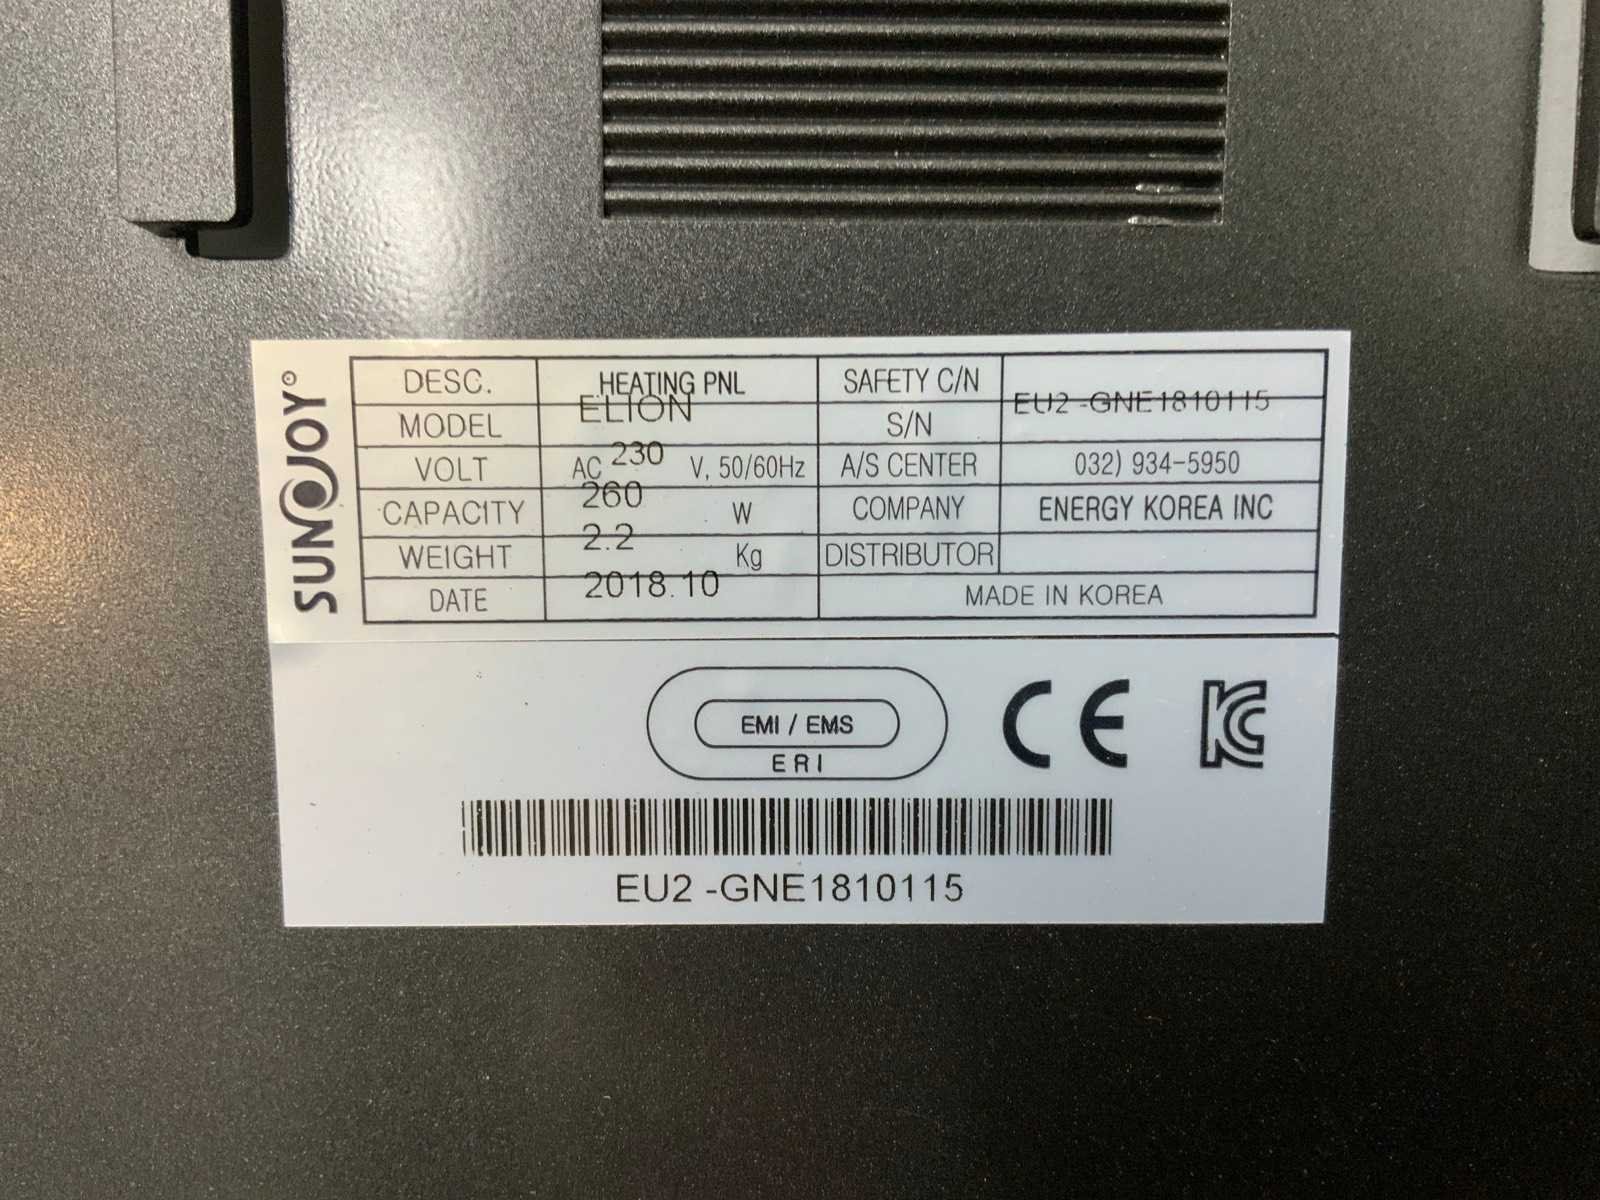 SUNJOY
DESC. HEATING PNL SAFETY C/N
MODEL ELION S/N EU2 -GNE1810115
VOLT AC 230 V, 50/60Hz A/S CENTER 032) 934-5950
CAPACITY 260 W COMPANY ENERGY KOREA INC
WEIGHT 2.2 Kg DISTRIBUTOR
DATE 2018.10 MADE IN KOREA
EMI / EMS
ERI
CE
KC
EU2 -GNE1810115